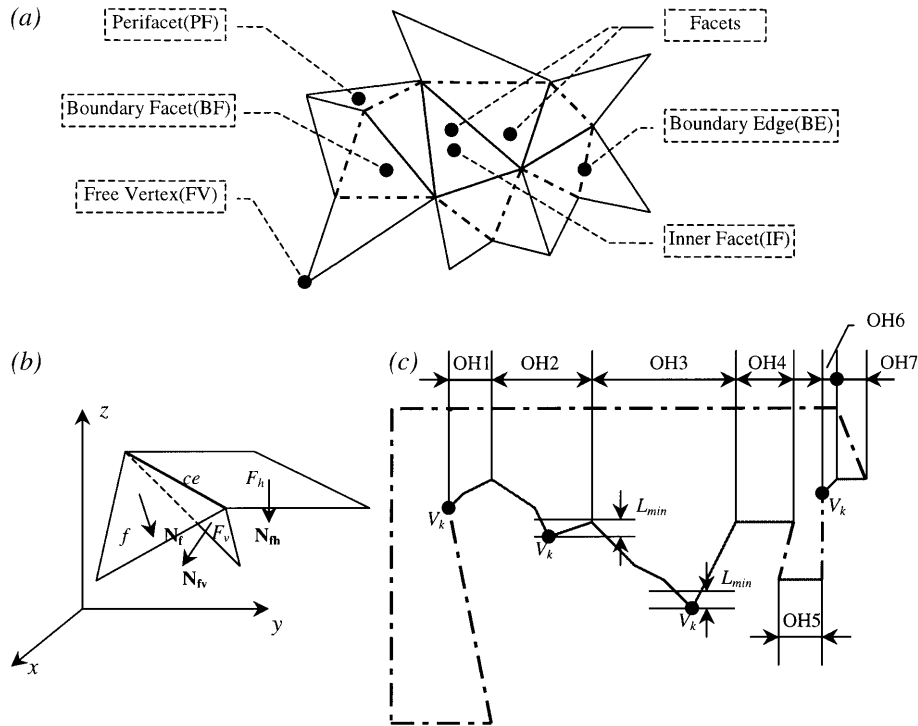 (a)
Perifacet(PF)
Facets
Boundary Facet(BF)
Boundary Edge(BE)
Free Vertex(FV)
Inner Facet(IF)
(b)
z
ce
F_h
f
N_f
F_v
N_fh
N_fv
y
x
(c)
OH6
OH1
OH2
OH3
OH4
OH7
V_k
L_min
V_k
V_k
L_min
V_k
OH5